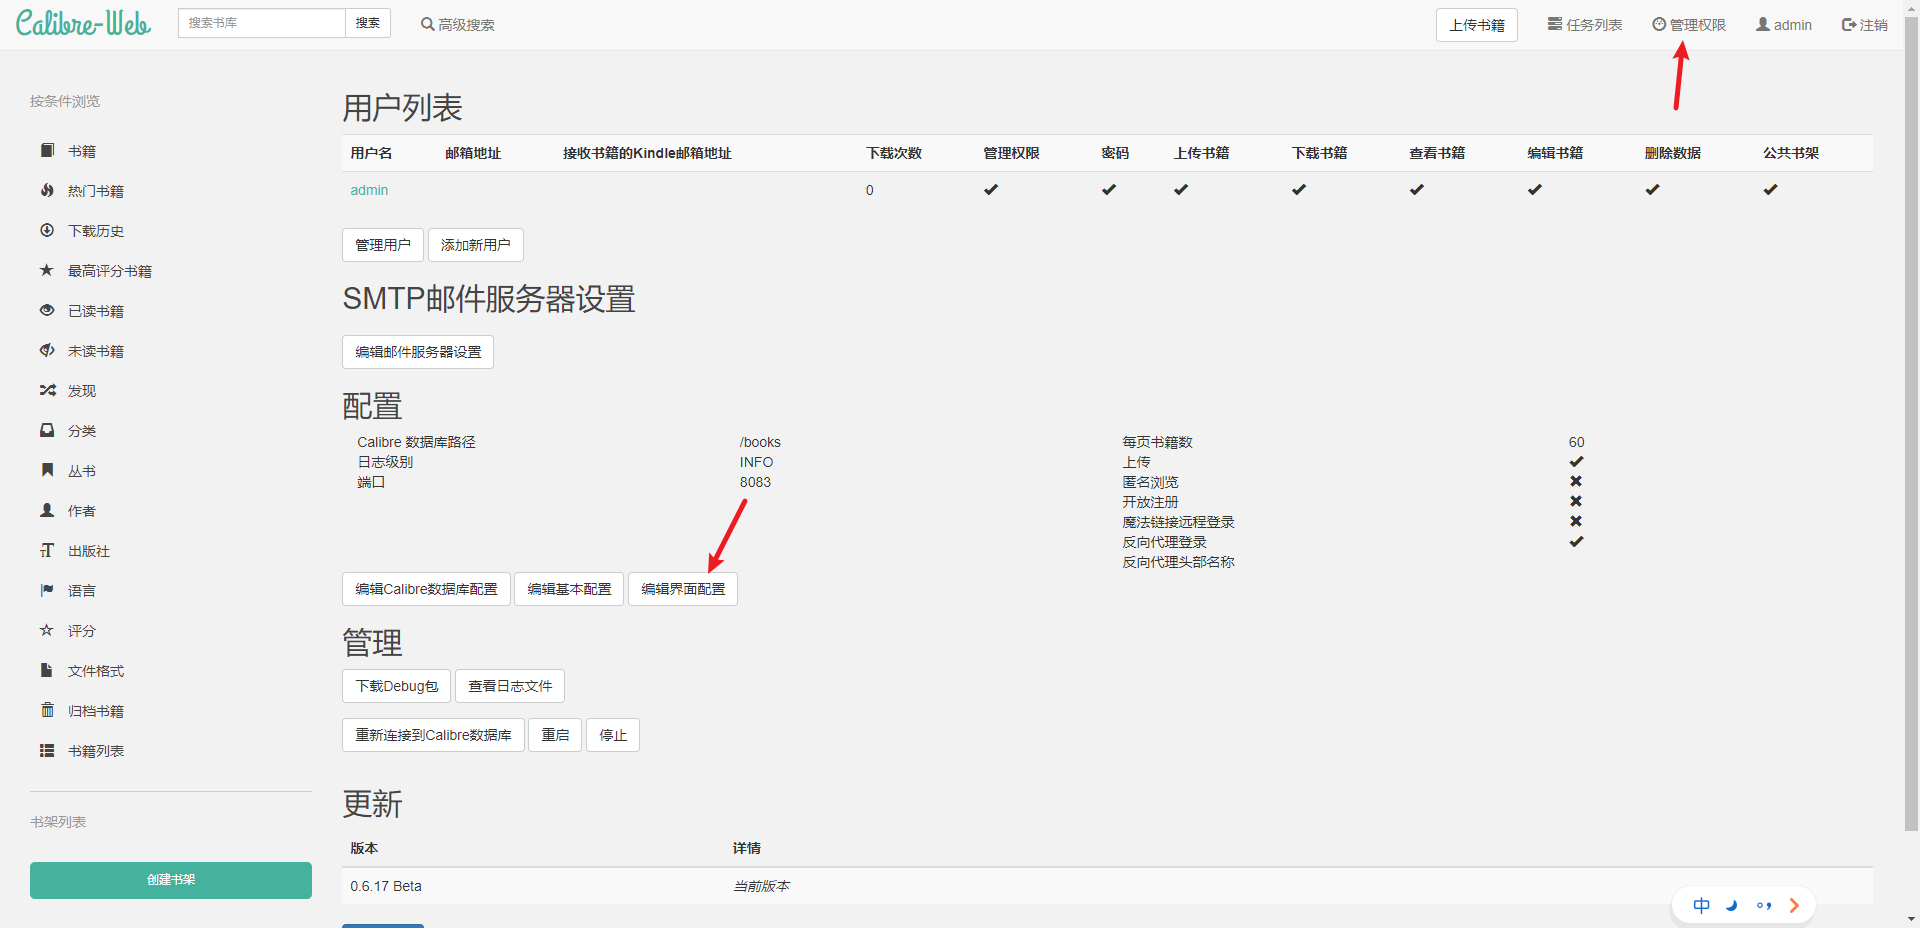 Calibre-Web 搜索书库 搜索 高级搜索 上传书籍 任务列表 管理权限 admin 注销
按条件浏览
书籍
热门书籍
下载历史
最高评分书籍
已读书籍
未读书籍
发现
分类
丛书
作者
出版社
语言
评分
文件格式
归档书籍
书籍列表
书架列表
创建书架
用户列表
用户名 邮箱地址 接收书籍的Kindle邮箱地址 下载次数 管理权限 密码 上传书籍 下载书籍 查看书籍 编辑书籍 删除数据 公共书架
admin 0
管理用户 添加新用户
SMTP邮件服务器设置
编辑邮件服务器设置
配置
Calibre 数据库路径 /books 每页书籍数 60
日志级别 INFO 上传
端口 8083 匿名浏览
开放注册
魔法链接远程登录
反向代理登录
反向代理头部名称
编辑Calibre数据库配置 编辑基本配置 编辑界面配置
管理
下载Debug包 查看日志文件
重新连接到Calibre数据库 重启 停止
更新
版本 详情
0.6.17 Beta 当前版本
中